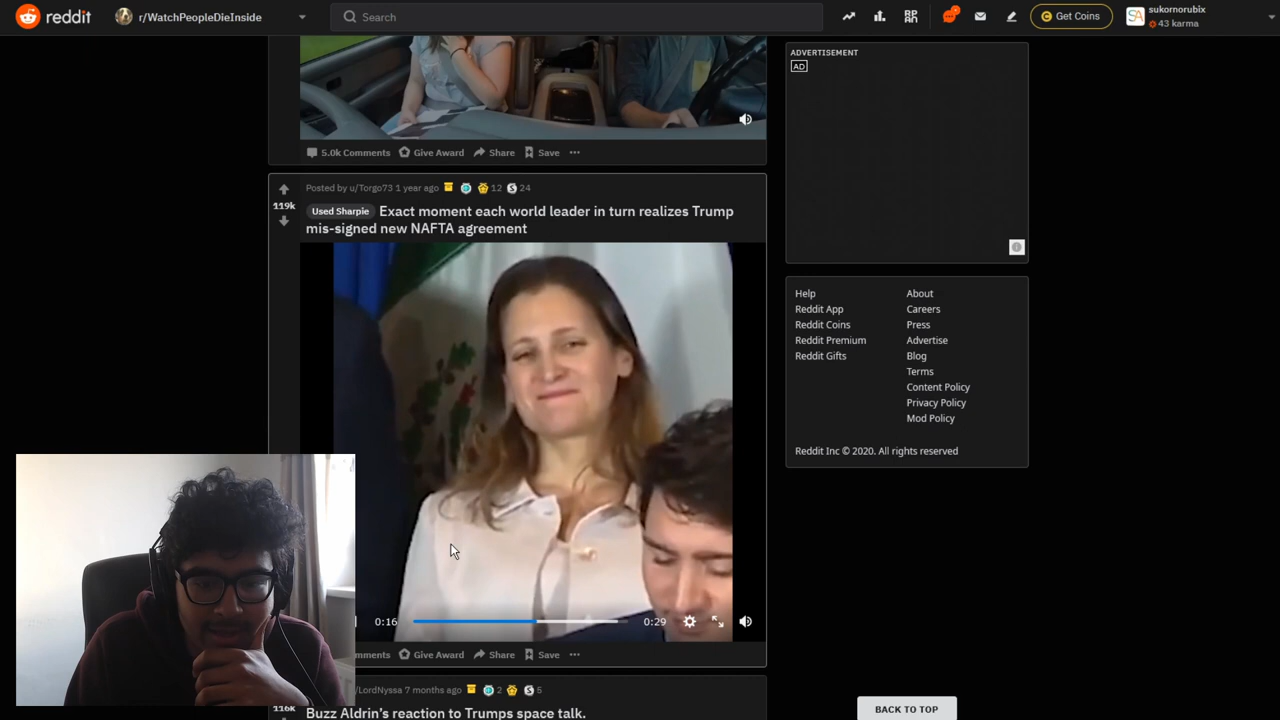 reddit
r/WatchPeopleDieInside
Search
Get Coins
SA
sukornorubix
43 karma
5.0k Comments
Give Award
Share
Save
119k
Posted by u/Torgo73 1 year ago
12
24
Used Sharpie Exact moment each world leader in turn realizes Trump
mis-signed new NAFTA agreement
0:16
0:29
mments
Give Award
Share
Save
116k
/LordNyssa 7 months ago
2
5
Buzz Aldrin's reaction to Trumps space talk.
ADVERTISEMENT
AD
Help
About
Reddit App
Careers
Reddit Coins
Press
Reddit Premium
Advertise
Reddit Gifts
Blog
Terms
Content Policy
Privacy Policy
Mod Policy
Reddit Inc © 2020. All rights reserved
BACK TO TOP